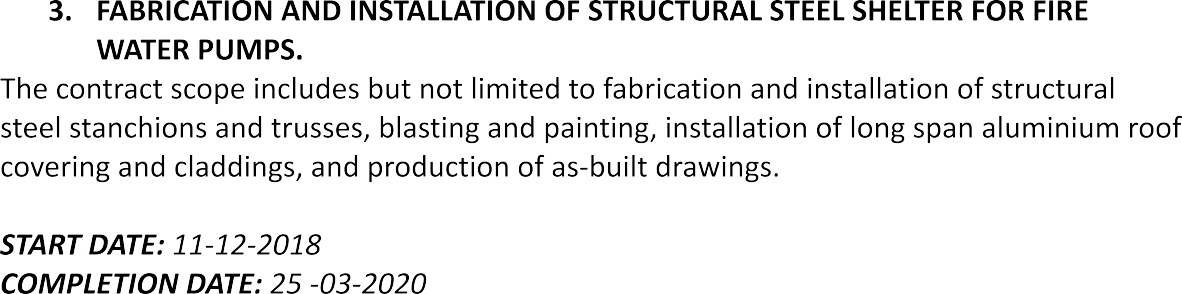 3. FABRICATION AND INSTALLATION OF STRUCTURAL STEEL SHELTER FOR FIRE
WATER PUMPS.
The contract scope includes but not limited to fabrication and installation of structural
steel stanchions and trusses, blasting and painting, installation of long span aluminium roof
covering and claddings, and production of as-built drawings.
START DATE: 11-12-2018
COMPLETION DATE: 25 -03-2020